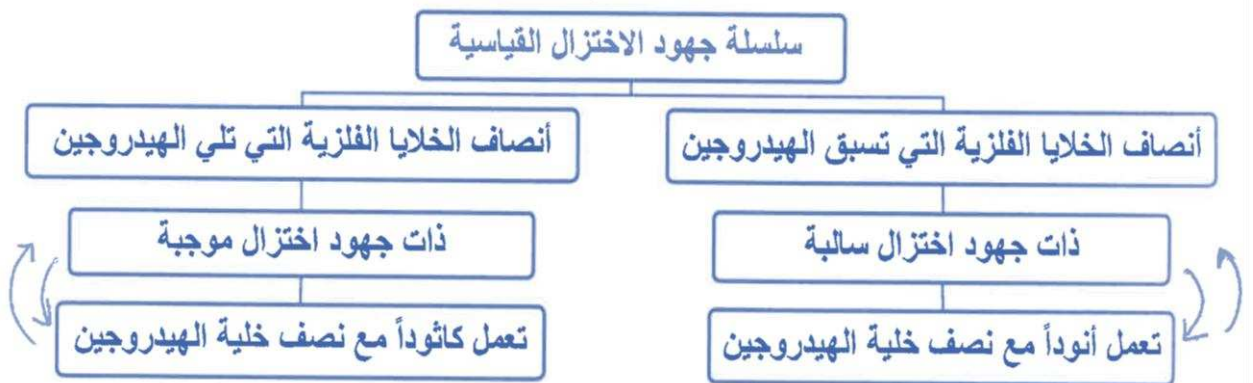 سلسلة جهود الاختزال القياسية
أنصاف الخلايا الفلزية التي تسبق الهيدروجين
أنصاف الخلايا الفلزية التي تلي الهيدروجين
ذات جهود اختزال سالبة
ذات جهود اختزال موجبة
تعمل أنوداً مع نصف خلية الهيدروجين
تعمل كاثوداً مع نصف خلية الهيدروجين